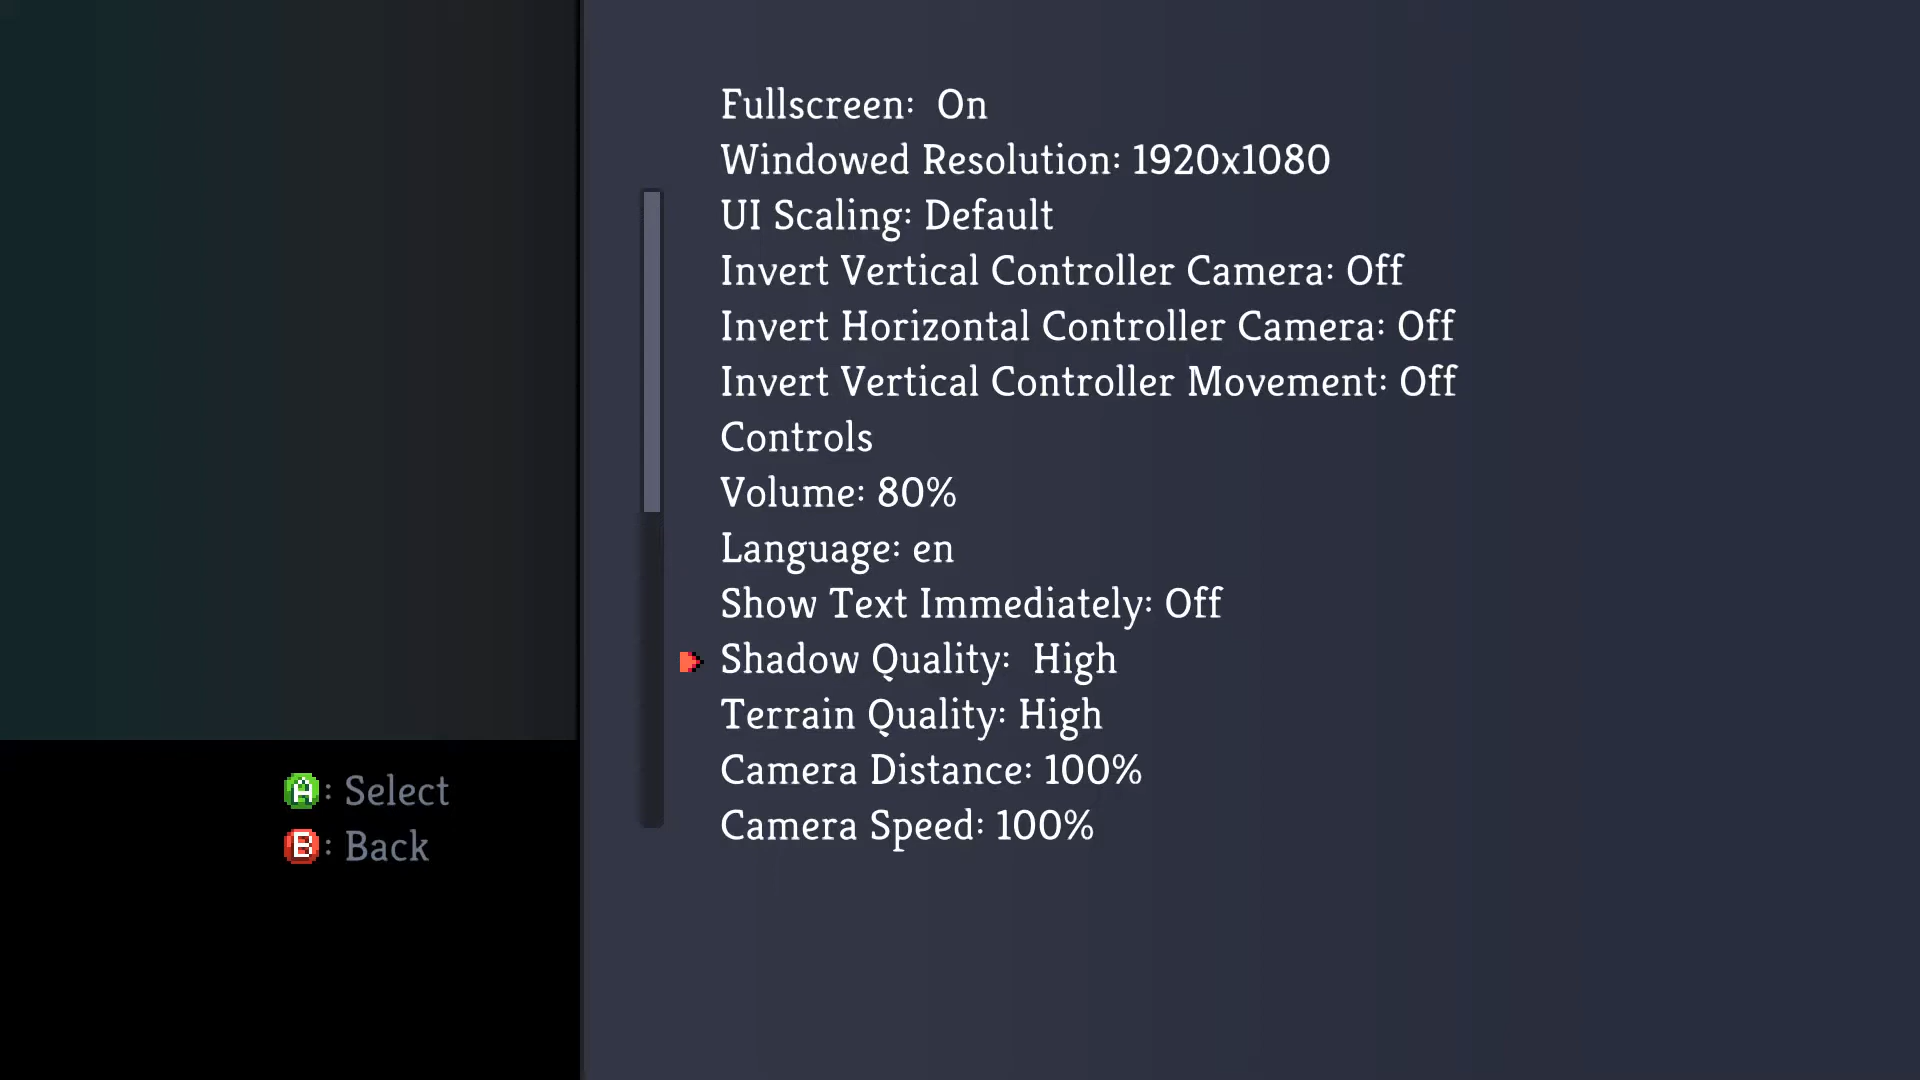 Fullscreen:  On
Windowed Resolution: 1920x1080
UI Scaling: Default
Invert Vertical Controller Camera: Off
Invert Horizontal Controller Camera: Off
Invert Vertical Controller Movement: Off
Controls
Volume: 80%
Language: en
Show Text Immediately: Off
Shadow Quality:  High
Terrain Quality: High
Camera Distance: 100%
Camera Speed: 100%
A: Select
B: Back